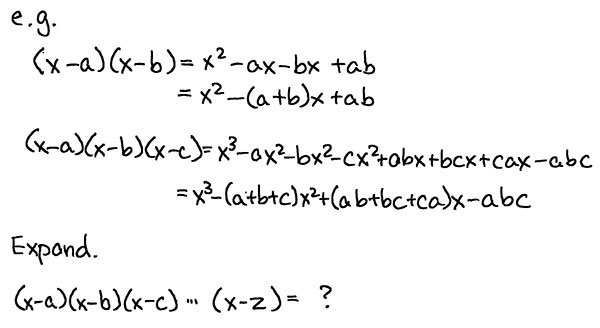 e.g.
(x-a)(x-b)= x²-ax-bx+ab
= x²-(a+b)x+ab
(x-a)(x-b)(x-c)=x³-ax²-bx²-cx²+abx+bcx+cax-abc
=x³-(a+b+c)x²+(ab+bc+ca)x-abc
Expand.
(x-a)(x-b)(x-c)...(x-z)= ?